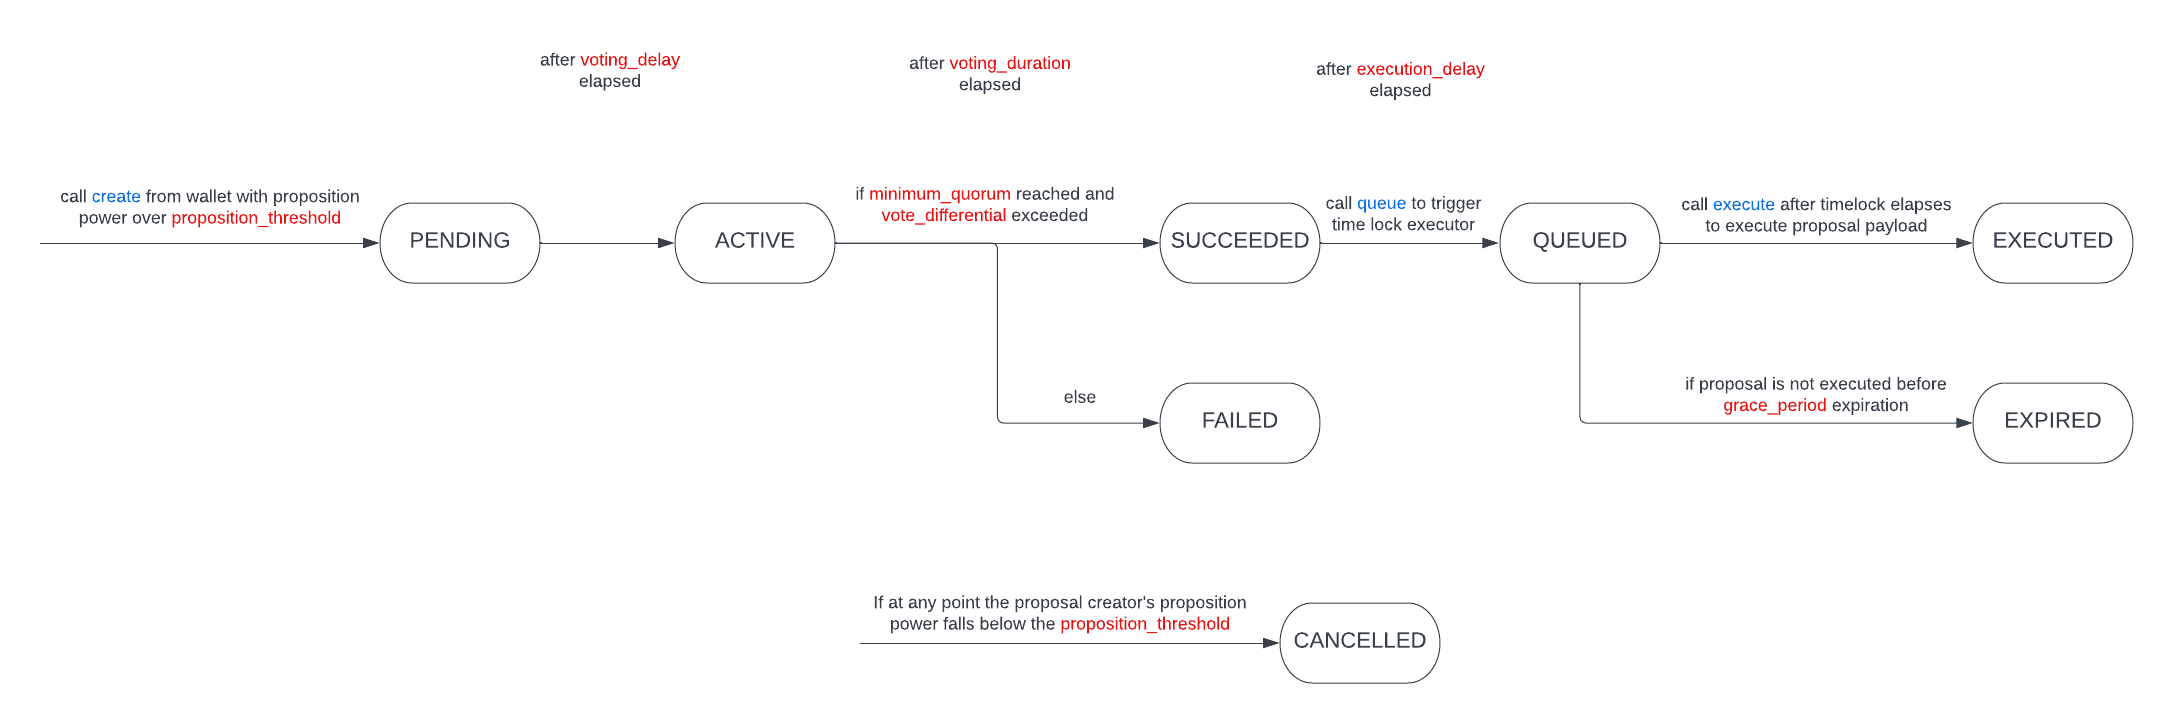 after voting_delay
elapsed
after voting_duration
elapsed
after execution_delay
elapsed
call create from wallet with proposition
power over proposition_threshold
PENDING
ACTIVE
if minimum_quorum reached and
vote_differential exceeded
SUCCEEDED
call queue to trigger
time lock executor
QUEUED
call execute after timelock elapses
to execute proposal payload
EXECUTED
else
FAILED
if proposal is not executed before
grace_period expiration
EXPIRED
If at any point the proposal creator's proposition
power falls below the proposition_threshold
CANCELLED